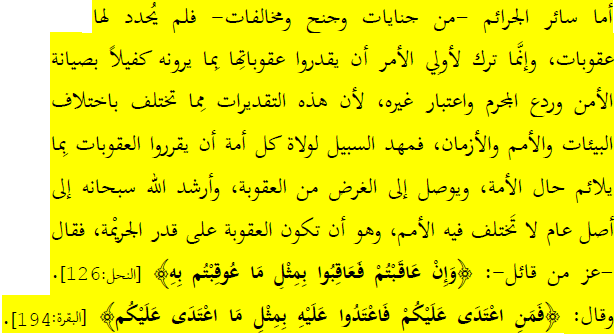 أما سائر الجرائم –من جنايات وجنح ومخالفات– فلم يُحدد لها
عقوبات، وإنَّما ترك لأولي الأمر أن يقدروا عقوباتها بما يرونه كفيلاً بصيانة
الأمن وردع المجرم واعتبار غيره، لأن هذه التقديرات مِما تختلف باختلاف
البيئات والأمم والأزمان، فمهد السبيل لولاة كل أمة أن يقرروا العقوبات بِما
يلائم حال الأمة، ويوصل إلى الغرض من العقوبة، وأرشد الله سبحانه إلى
أصل عام لا تَختلف فيه الأمم، وهو أن تكون العقوبة على قدر الجريْمة، فقال
–عز من قائل–: ﴿وَإِنْ عَاقَبْتُمْ فَعَاقِبُوا بِمِثْلِ مَا عُوقِبْتُم بِهِ﴾ [النحل:126].
وقال: ﴿فَمَنِ اعْتَدَى عَلَيْكُمْ فَاعْتَدُوا عَلَيْهِ بِمِثْلِ مَا اعْتَدَى عَلَيْكُم﴾ [البقرة:194].